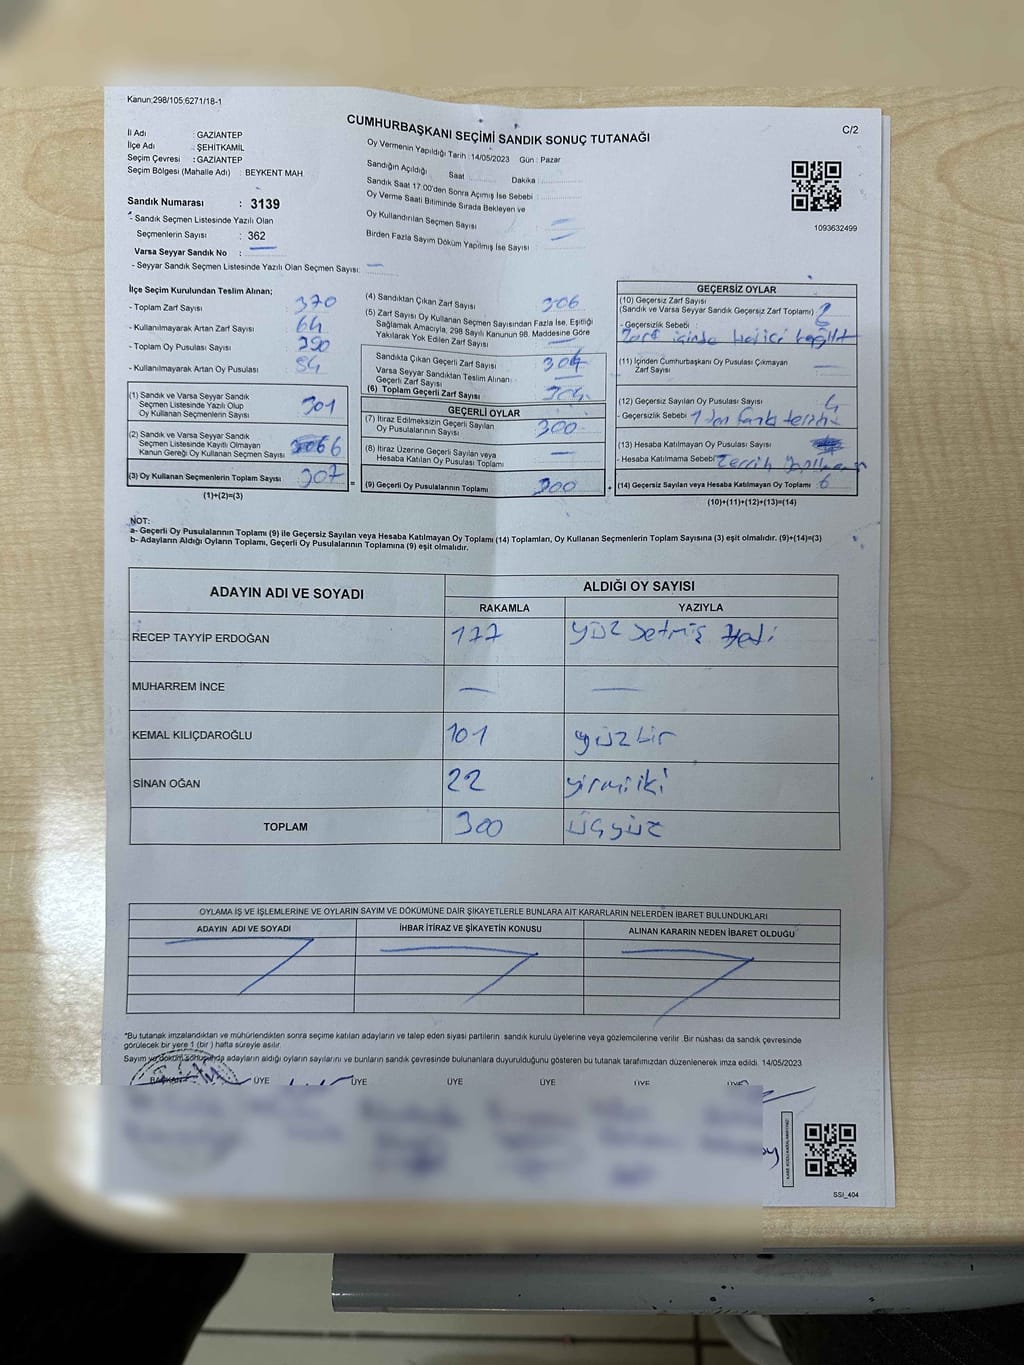 Kanun;298/105;6271/18-1
CUMHURBAŞKANI SEÇİMİ SANDIK SONUÇ TUTANAĞI
C/2
İl Adı : GAZIANTEP
İlçe Adı : ŞEHİTKAMİL
Seçim Çevresi : GAZIANTEP
Seçim Bölgesi (Mahalle Adı) : BEYKENT MAH.
Oy Vermenin Yapıldığı Tarih : 14/05/2023 Gün : Pazar
Sandığın Açıldığı Saat Dakika :
Sandık Saat 17:00'den Sonra Açımış İse Sebebi :
Oy Verme Saati Bitiminde Sırada Bekleyen ve
Oy Kullandırılan Seçmen Sayısı
Birden Fazla Sayım Döküm Yapılmış İse Sayısı :
1093632499
Sandık Numarası : 3139
- Sandık Seçmen Listesinde Yazılı Olan
Seçmenlerin Sayısı : 362
Varsa Seyyar Sandık No :
- Seyyar Sandık Seçmen Listesinde Yazılı Olan Seçmen Sayısı: —
İlçe Seçim Kurulundan Teslim Alınan;
- Toplam Zarf Sayısı 370
- Kullanılmayarak Artan Zarf Sayısı 64
- Toplam Oy Pusulası Sayısı
- Kullanılmayarak Artan Oy Pusulası
(1) Sandık ve Varsa Seyyar Sandık
Seçmen Listesinde Yazılı Olup
Oy Kullanan Seçmenlerin Sayısı 301
(2) Sandık ve Varsa Seyyar Sandık
Seçmen Listesinde Kayıtlı Olmayan
Kanun Gereği Oy Kullanan Seçmen Sayısı
(3) Oy Kullanan Seçmenlerin Toplam Sayısı 307 =
(1)+(2)=(3)
(4) Sandıktan Çıkan Zarf Sayısı : 306
(5) Zarf Sayısı Oy Kullanan Seçmen Sayısından Fazla İse, Eşitliği
Sağlamak Amacıyla, 298 Sayılı Kanunun 98. Maddesine Göre
Yakılarak Yok Edilen Zarf Sayısı —
Sandıkta Çıkan Geçerli Zarf Sayısı
Varsa Seyyar Sandıktan Teslim Alınan —
Geçerli Zarf Sayısı
(6) Toplam Geçerli Zarf Sayısı 304
GEÇERLİ OYLAR
(7) İtiraz Edilmeksizin Geçerli Sayılan
Oy Pusulalarının Sayısı 300
(8) İtiraz Üzerine Geçerli Sayılan veya
Hesaba Katılan Oy Pusulası Toplamı —
(9) Geçerli Oy Pusulalarının Toplamı 300 +
GEÇERSİZ OYLAR
(10) Geçersiz Zarf Sayısı
(Sandık ve Varsa Seyyar Sandık Geçersiz Zarf Toplamı) :
- Geçersizlik Sebebi :
Zarf içinde
(11) İçinden Cumhurbaşkanı Oy Pusulası Çıkmayan —
Zarf Sayısı
(12) Geçersiz Sayılan Oy Pusulası Sayısı 4
- Geçersizlik Sebebi 1 den fazla tercih
(13) Hesaba Katılmayan Oy Pusulası Sayısı
- Hesaba Katılmama Sebebi Tercih
(14) Geçersiz Sayılan veya Hesaba Katılmayan Oy Toplamı : 6
(10)+(11)+(12)+(13)=(14)
NOT:
a- Geçerli Oy Pusulalarının Toplamı (9) ile Geçersiz Sayılan veya Hesaba Katılmayan Oy Toplamı (14) Toplamları, Oy Kullanan Seçmenlerin Toplam Sayısına (3) eşit olmalıdır. (9)+(14)=(3)
b- Adayların Aldığı Oyların Toplamı, Geçerli Oy Pusulalarının Toplamına (9) eşit olmalıdır.
ADAYIN ADI VE SOYADI
ALDIĞI OY SAYISI
RAKAMLA YAZIYLA
RECEP TAYYİP ERDOĞAN 177 yüz yetmiş yedi
MUHARREM İNCE — —
KEMAL KILIÇDAROĞLU 101 yüzbir
SİNAN OĞAN 22 yirmiiki
TOPLAM 300 üçyüz
OYLAMA İŞ VE İŞLEMLERİNE VE OYLARIN SAYIM VE DÖKÜMÜNE DAİR ŞİKAYETLERLE BUNLARA AİT KARARLARIN NELERDEN İBARET BULUNDUKLARI
ADAYIN ADI VE SOYADI İHBAR İTİRAZ VE ŞİKAYETİN KONUSU ALINAN KARARIN NEDEN İBARET OLDUĞU
*Bu tutanak imzalandıktan ve mühürlendikten sonra seçime katılan adayların ve talep eden siyasi partilerin sandık kurulu üyelerine veya gözlemcilerine verilir. Bir nüshası da sandık çevresinde
görülecek bir yere 1 (bir) hafta süreyle asılır.
Sayım ve döküm sonucunda adayların aldığı oyların sayılarını ve bunların sandık çevresinde bulunanlara duyurulduğunu gösteren bu tutanak tarafımızdan düzenlenerek imza edildi. 14/05/2023
BAŞKAN ÜYE ÜYE ÜYE ÜYE ÜYE ÜYE
SSI_404